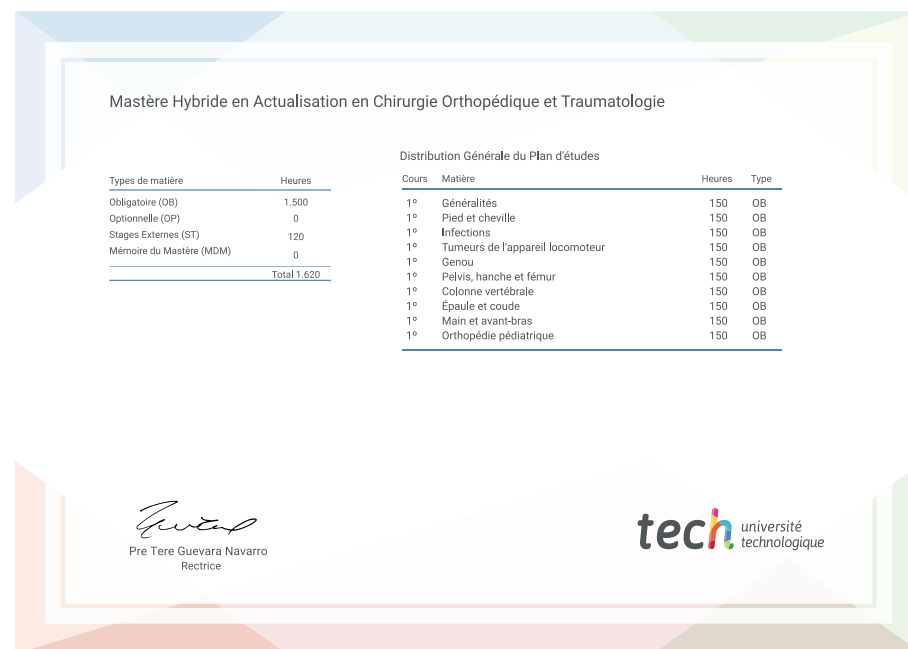 Mastère Hybride en Actualisation en Chirurgie Orthopédique et Traumatologie
Types de matière Heures
Obligatoire (OB) 1.500
Optionnelle (OP) 0
Stages Externes (ST) 120
Mémoire du Mastère (MDM) 0
Total 1.620
Distribution Générale du Plan d'études
Cours Matière Heures Type
1º Généralités 150 OB
1º Pied et cheville 150 OB
1º Infections 150 OB
1º Tumeurs de l'appareil locomoteur 150 OB
1º Genou 150 OB
1º Pelvis, hanche et fémur 150 OB
1º Colonne vertébrale 150 OB
1º Épaule et coude 150 OB
1º Main et avant-bras 150 OB
1º Orthopédie pédiatrique 150 OB
Pre Tere Guevara Navarro
Rectrice
tech université
technologique